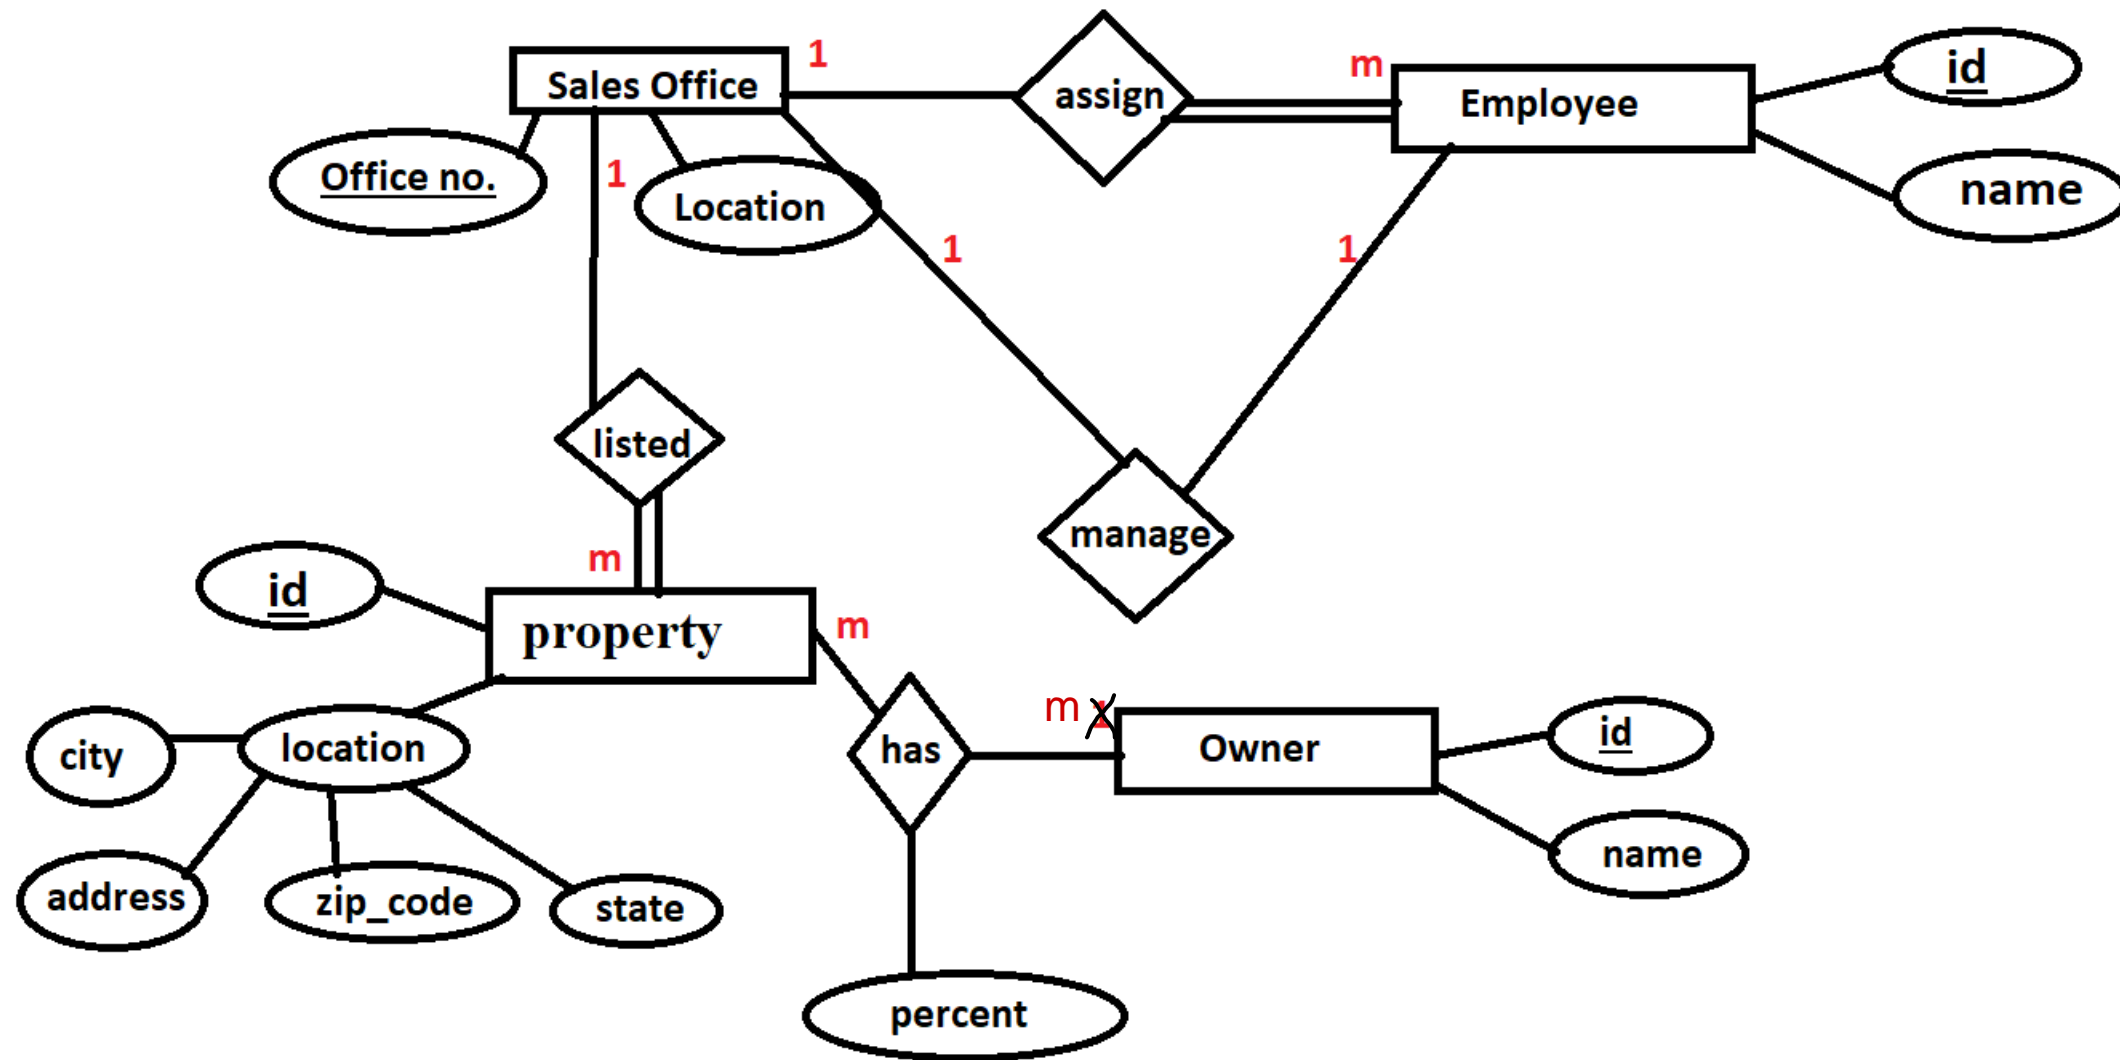 Sales Office
1
assign
m
Employee
id
name
Office no.
1
Location
1
1
listed
manage
m
id
property
m
m 1
has
Owner
id
name
city
location
address
zip_code
state
percent